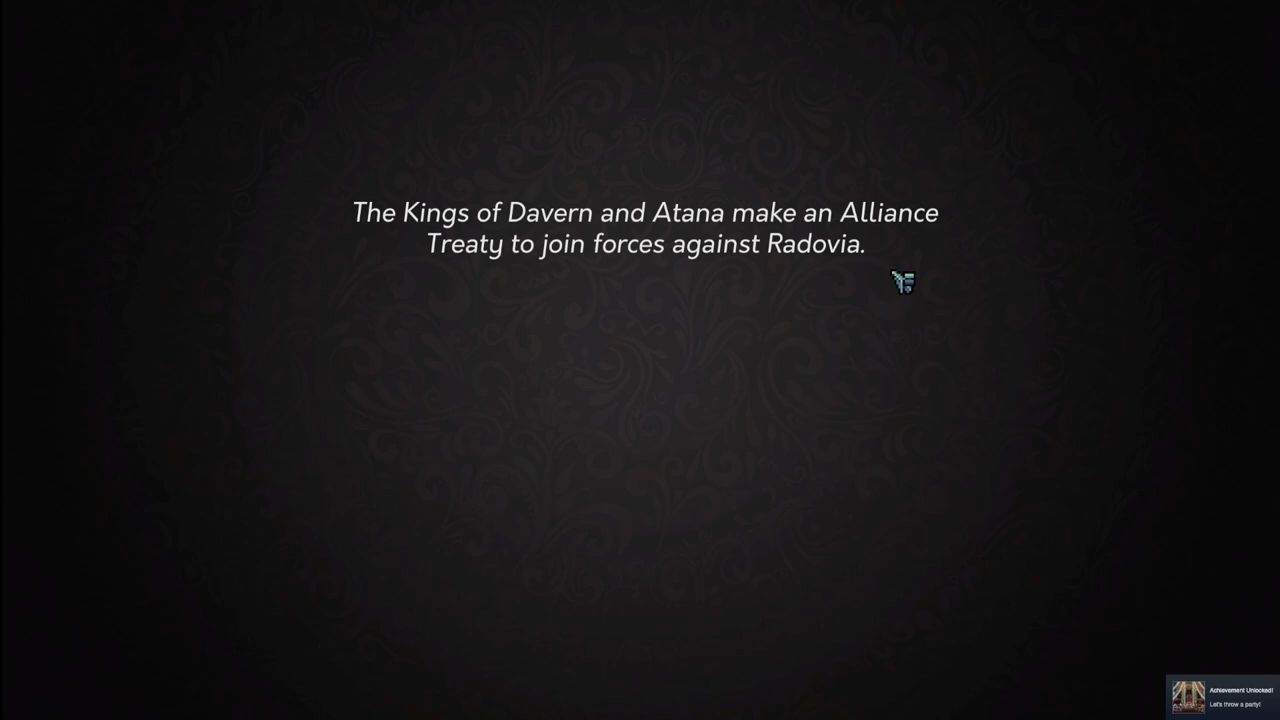 The Kings of Davern and Atana make an Alliance
Treaty to join forces against Radovia.
Achievement Unlocked!
Let's throw a party!